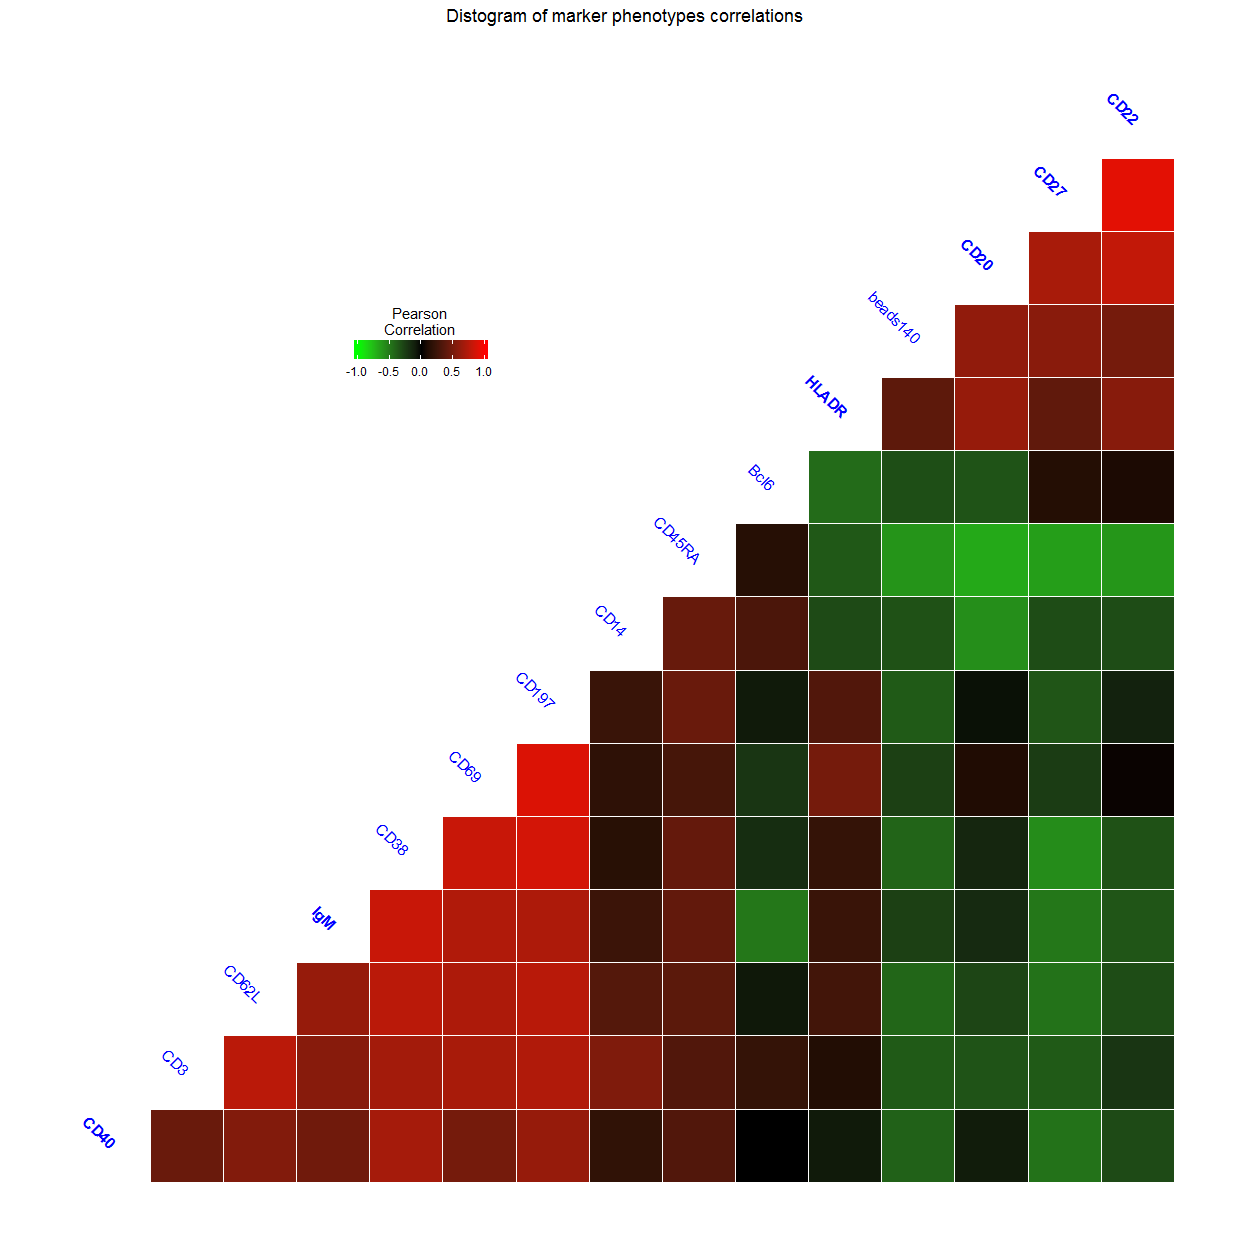 Distogram of marker phenotypes correlations
CD22
CD27
CD20
beads140
Pearson
Correlation
-1.0 -0.5 0.0 0.5 1.0
HLADR
Bcl6
CD45RA
CD14
CD197
CD69
CD38
IgM
CD62L
CD3
CD40